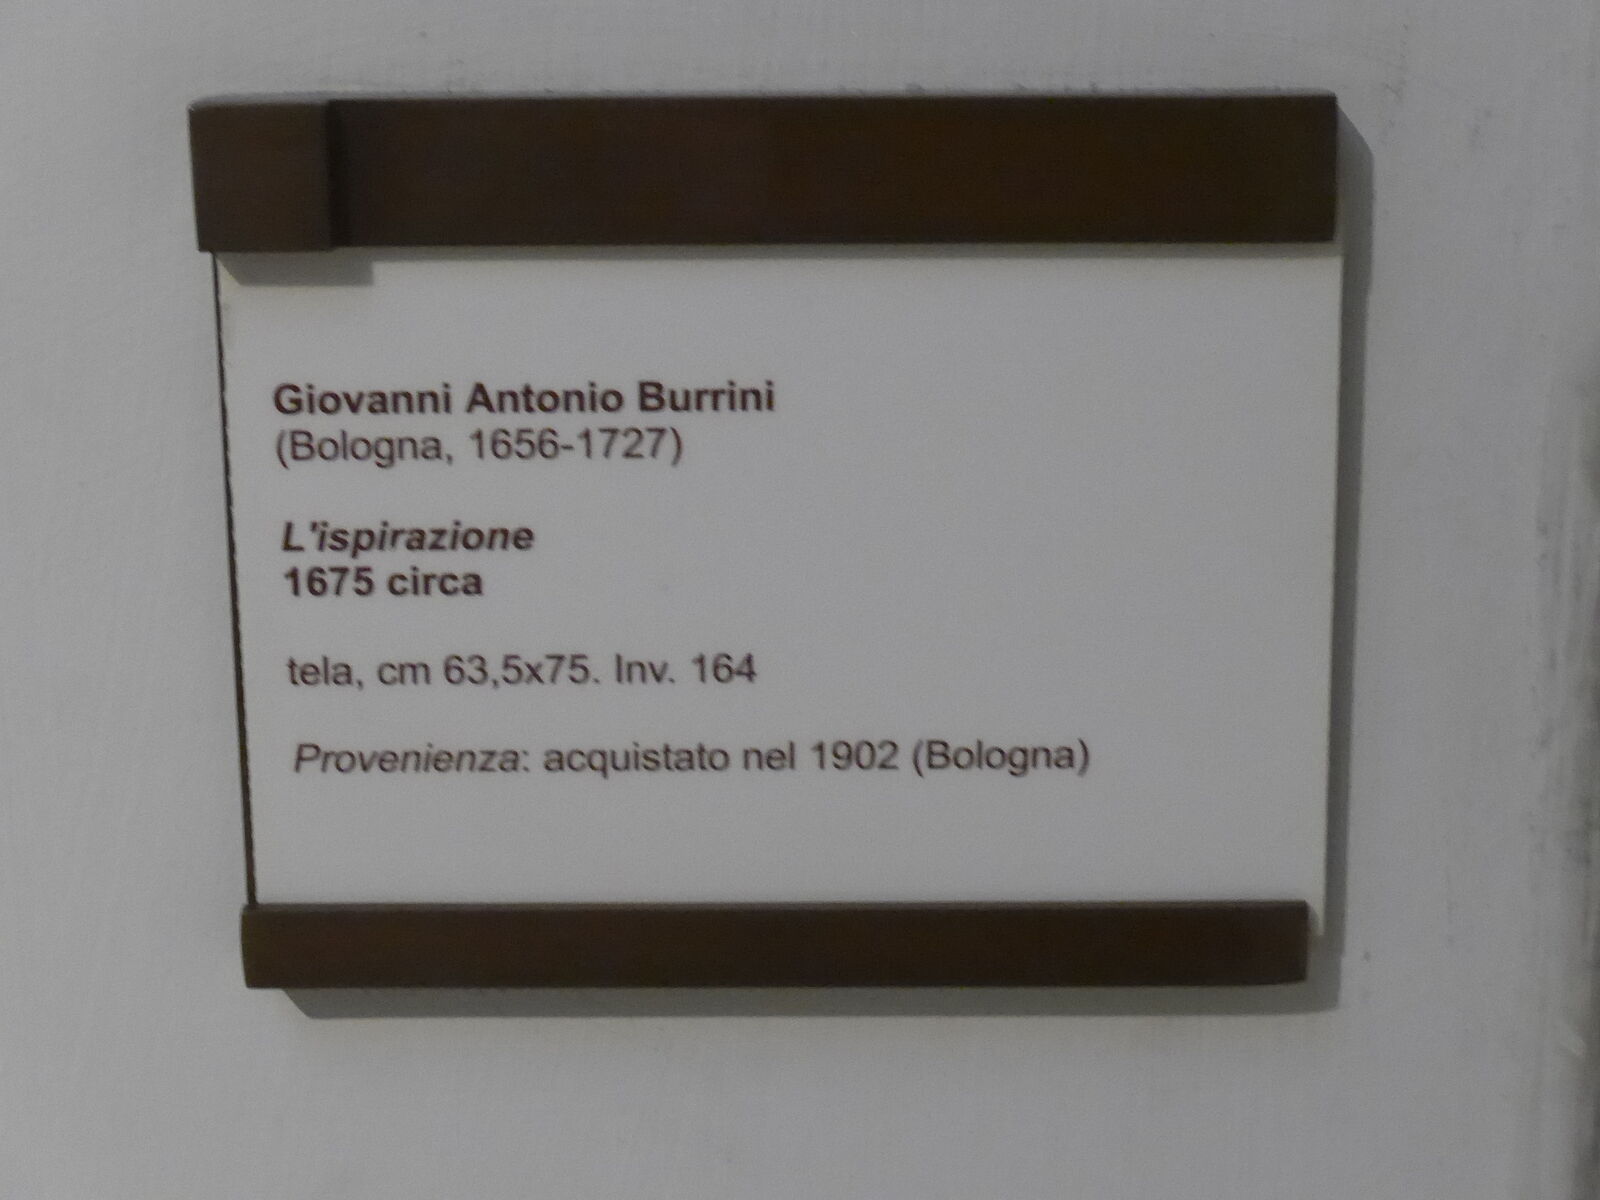 Giovanni Antonio Burrini
(Bologna, 1656-1727)
L'ispirazione
1675 circa
tela, cm 63,5x75. Inv. 164
Provenienza: acquistato nel 1902 (Bologna)